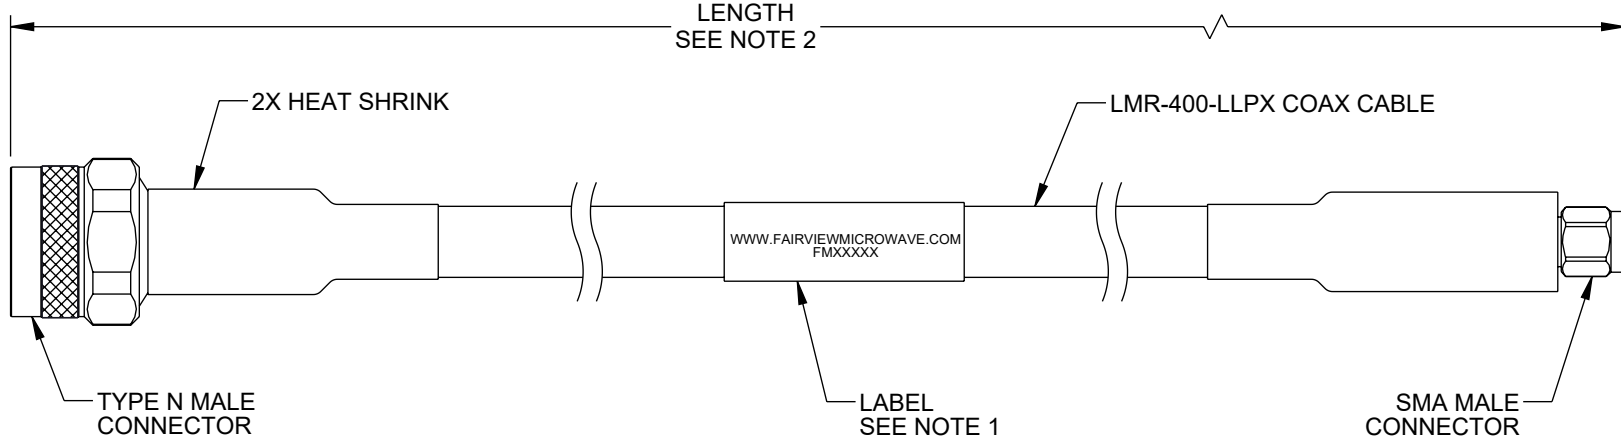 LENGTH
SEE NOTE 2
2X HEAT SHRINK
LMR-400-LLPX COAX CABLE
WWW.FAIRVIEWMICROWAVE.COM
FMXXXXX
TYPE N MALE
CONNECTOR
LABEL
SEE NOTE 1
SMA MALE
CONNECTOR